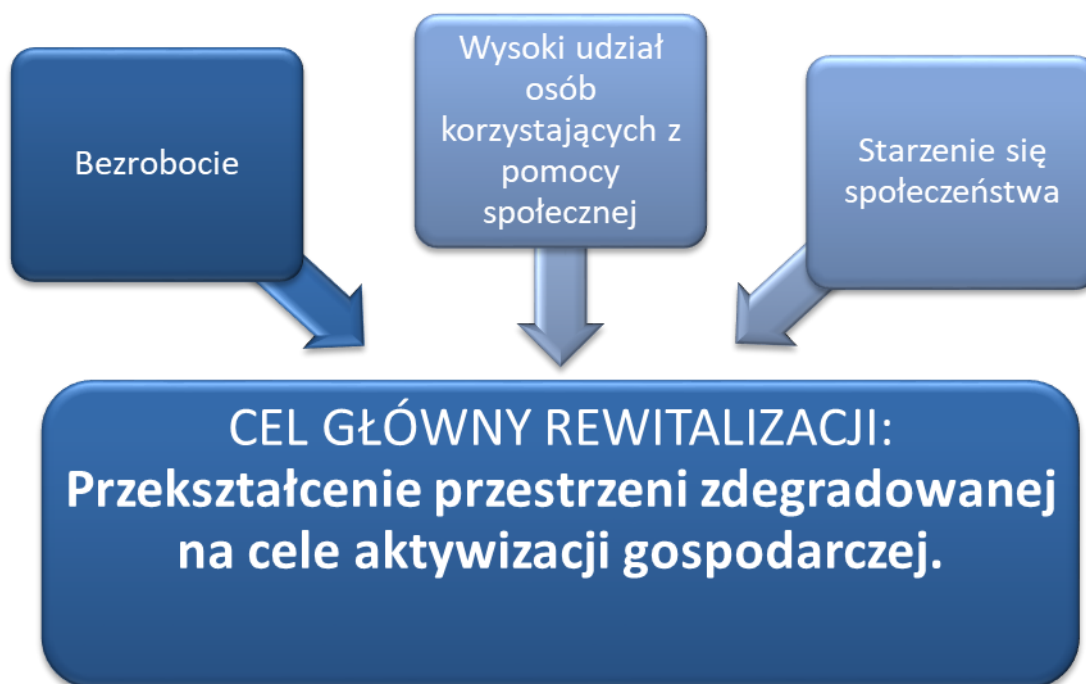 Bezrobocie
Wysoki udział
osób
korzystających z
pomocy
społecznej
Starzenie się
społeczeństwa
CEL GŁÓWNY REWITALIZACJI:
Przekształcenie przestrzeni zdegradowanej
na cele aktywizacji gospodarczej.